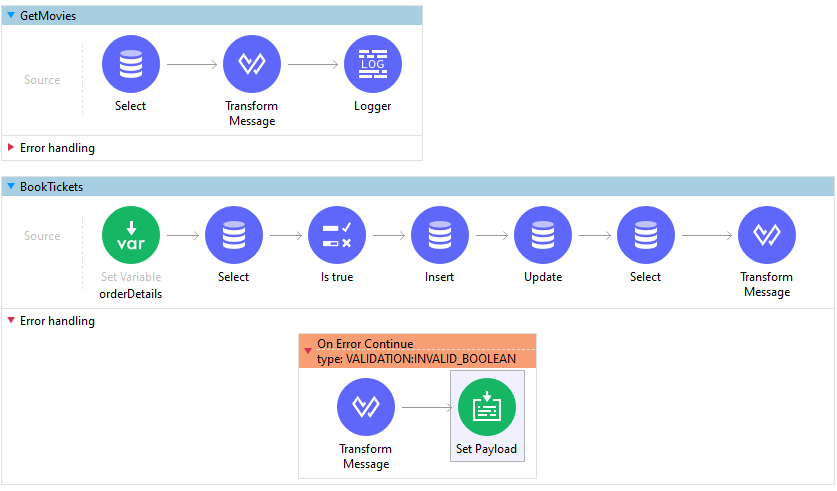 GetMovies
Source
LOG
Select
Transform
Message
Logger
Error handling
BookTickets
Source
var
Set Variable
orderDetails
Select
Is true
Insert
Update
Select
Transform
Message
Error handling
On Error Continue
type: VALIDATION:INVALID_BOOLEAN
Transform
Message
Set Payload